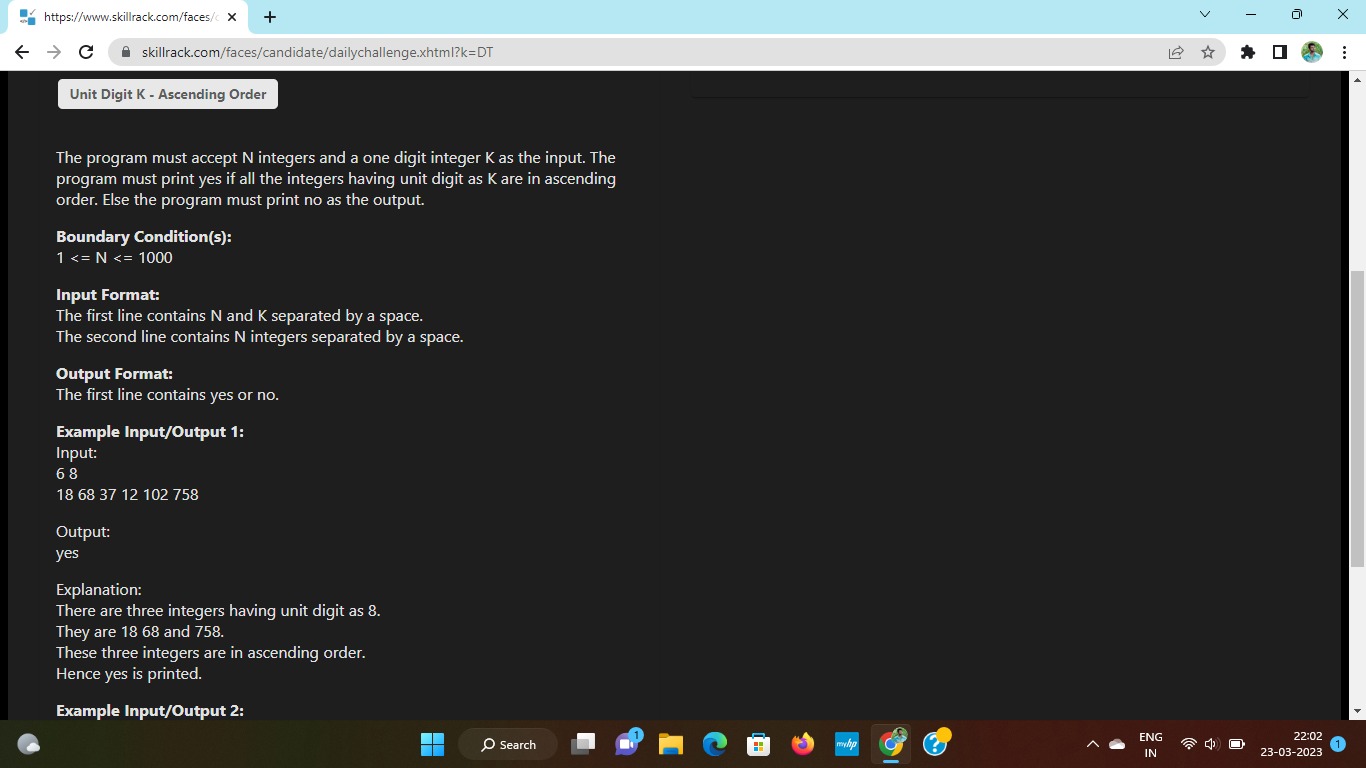 https://www.skillrack.com/faces/
skillrack.com/faces/candidate/dailychallenge.xhtml?k=DT
Unit Digit K - Ascending Order
The program must accept N integers and a one digit integer K as the input. The
program must print yes if all the integers having unit digit as K are in ascending
order. Else the program must print no as the output.
Boundary Condition(s):
1 <= N <= 1000
Input Format:
The first line contains N and K separated by a space.
The second line contains N integers separated by a space.
Output Format:
The first line contains yes or no.
Example Input/Output 1:
Input:
6 8
18 68 37 12 102 758
Output:
yes
Explanation:
There are three integers having unit digit as 8.
They are 18 68 and 758.
These three integers are in ascending order.
Hence yes is printed.
Example Input/Output 2:
Search
1
myhp
ENG
IN
22:02
23-03-2023
1